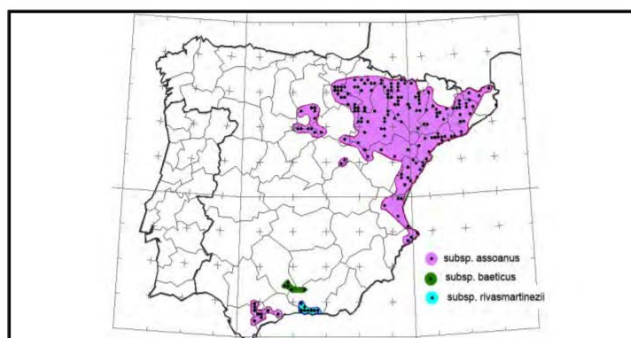 subsp. assoanus
subsp. baeticus
subsp. rivasmartinezii